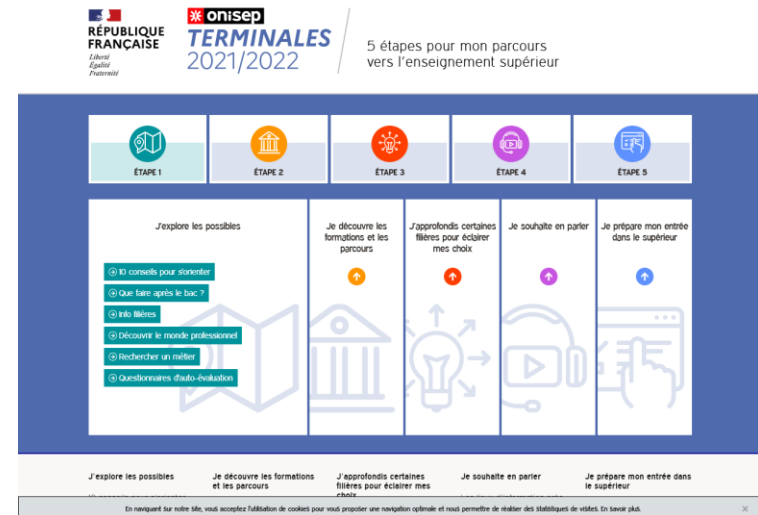 RÉPUBLIQUE
FRANÇAISE
Liberté
Égalité
Fraternité
onisep
TERMINALES
2021/2022
5 étapes pour mon parcours
vers l'enseignement supérieur
ÉTAPE 1
ÉTAPE 2
ÉTAPE 3
ÉTAPE 4
ÉTAPE 5
J'explore les possibles
10 conseils pour s'orienter
Que faire après le bac ?
Info filières
Découvrir le monde professionnel
Rechercher un métier
Questionnaires d'auto-évaluation
Je découvre les
formations et les
parcours
J'approfondis certaines
filières pour éclairer
mes choix
Je souhaite en parler
Je prépare mon entrée
dans le supérieur
J'explore les possibles
Je découvre les formations
et les parcours
J'approfondis certaines
filières pour éclairer mes
choix
Je souhaite en parler
Je prépare mon entrée dans
le supérieur
En naviguant sur notre site, vous acceptez l'utilisation de cookies pour vous proposer une navigation optimale et nous permettre de réaliser des statistiques de visites. En savoir plus.